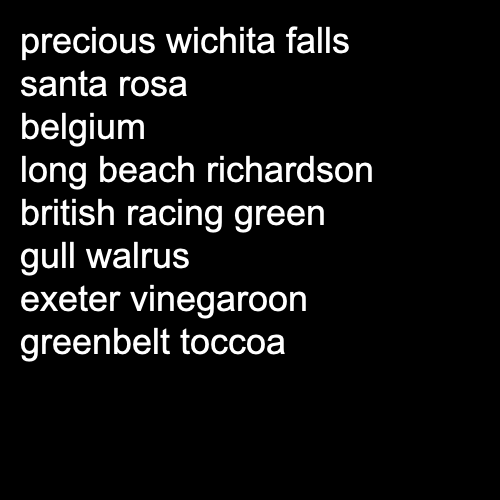 precious wichita falls
santa rosa
belgium
long beach richardson
british racing green
gull walrus
exeter vinegaroon
greenbelt toccoa